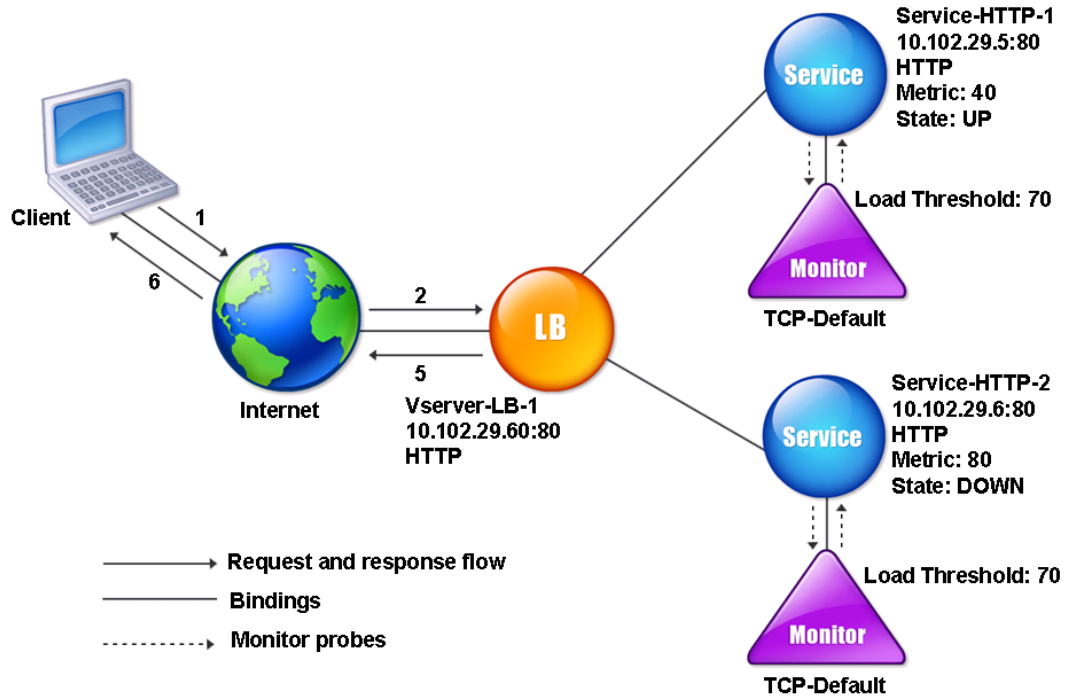 Service-HTTP-1
10.102.29.5:80
HTTP
Metric: 40
State: UP
Service
Load Threshold: 70
Monitor
TCP-Default
Client
1
6
2
5
Internet
LB
Vserver-LB-1
10.102.29.60:80
HTTP
Service-HTTP-2
10.102.29.6:80
HTTP
Metric: 80
State: DOWN
Service
Load Threshold: 70
Monitor
TCP-Default
Request and response flow
Bindings
Monitor probes